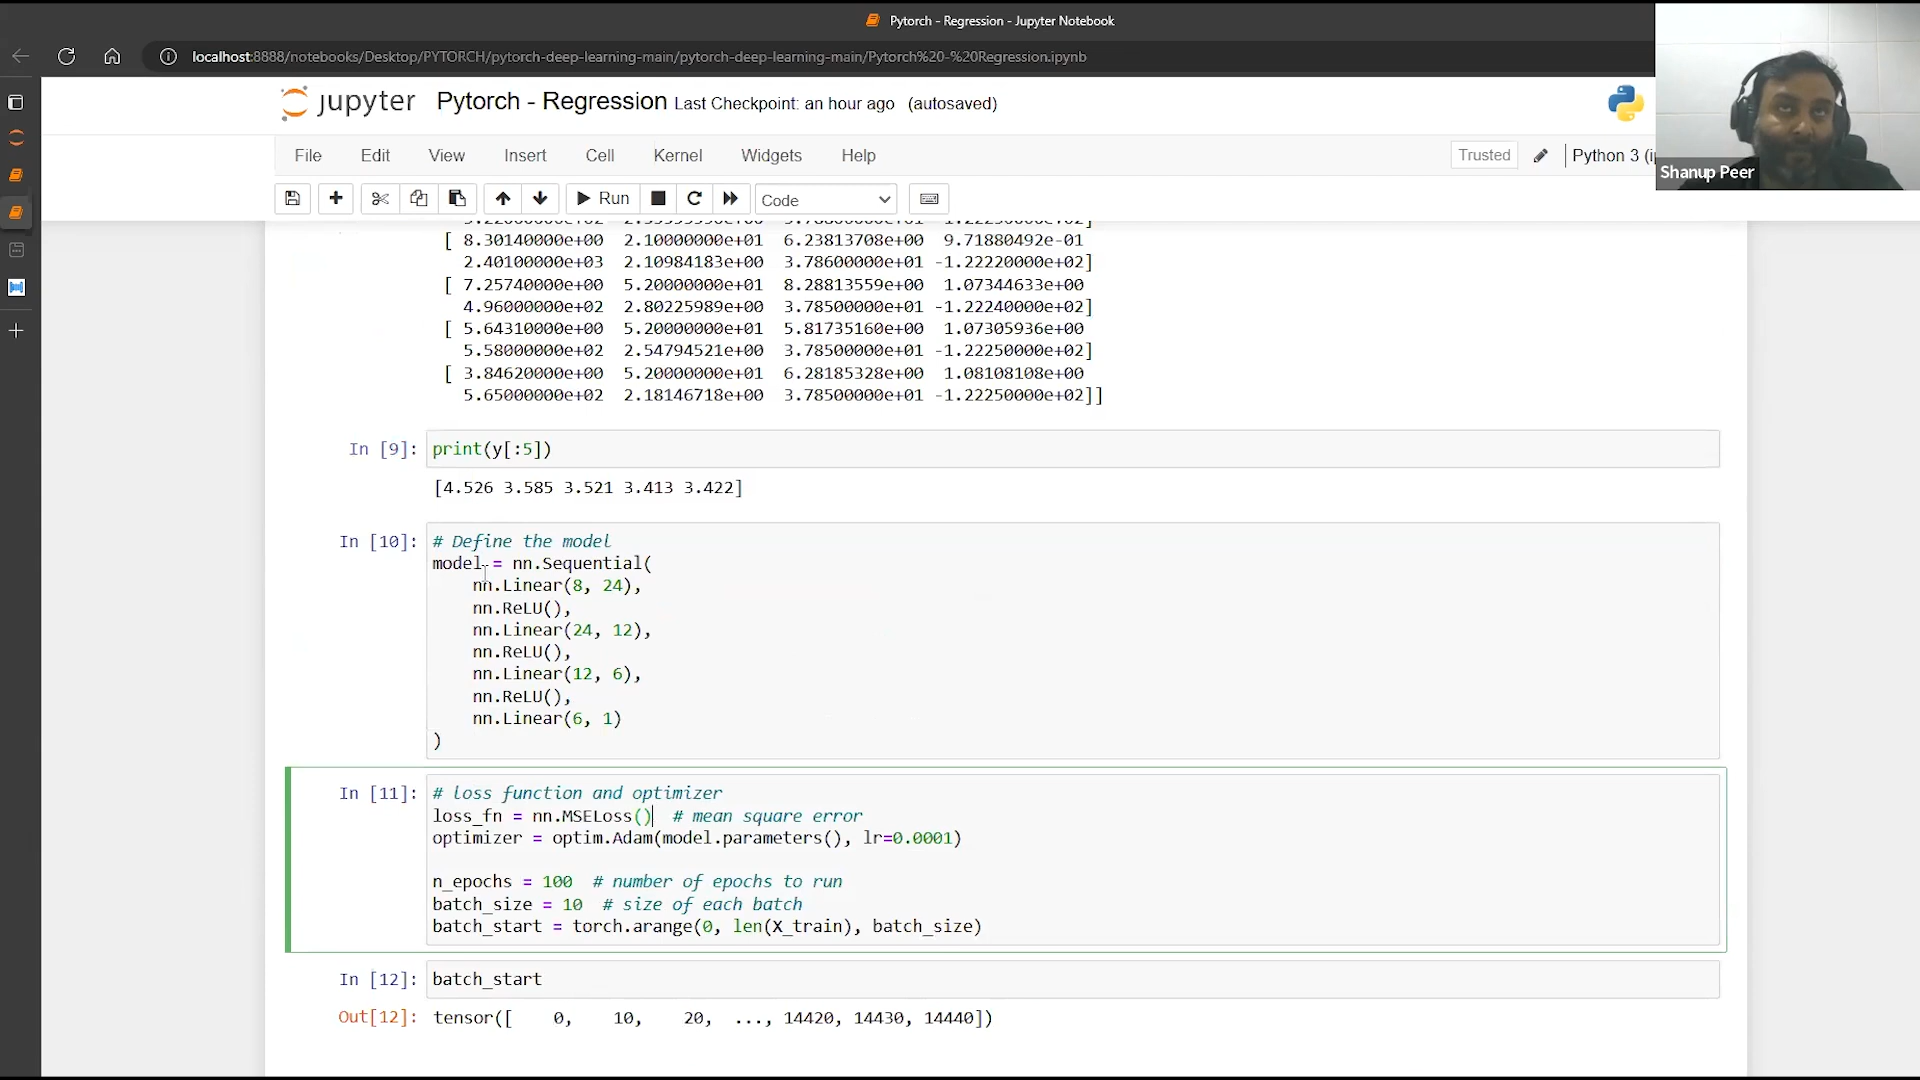 Pytorch - Regression - Jupyter Notebook
localhost:8888/notebooks/Desktop/PYTORCH/pytorch-deep-learning-main/pytorch-deep-learning-main/Pytorch%20-%20Regression.ipynb
jupyter Pytorch - Regression Last Checkpoint: an hour ago (autosaved)
File Edit View Insert Cell Kernel Widgets Help Trusted Python 3 (i
Shanup Peer
Run Code
[ 8.30140000e+00 2.10000000e+01 6.23813708e+00 9.71880492e-01
2.40100000e+03 2.10984183e+00 3.78600000e+01 -1.22220000e+02]
[ 7.25740000e+00 5.20000000e+01 8.28813559e+00 1.07344633e+00
4.96000000e+02 2.80225989e+00 3.78500000e+01 -1.22240000e+02]
[ 5.64310000e+00 5.20000000e+01 5.81735160e+00 1.07305936e+00
5.58000000e+02 2.54794521e+00 3.78500000e+01 -1.22250000e+02]
[ 3.84620000e+00 5.20000000e+01 6.28185328e+00 1.08108108e+00
5.65000000e+02 2.18146718e+00 3.78500000e+01 -1.22250000e+02]]
In [9]: print(y[:5])
[4.526 3.585 3.521 3.413 3.422]
In [10]: # Define the model
model = nn.Sequential(
nn.Linear(8, 24),
nn.ReLU(),
nn.Linear(24, 12),
nn.ReLU(),
nn.Linear(12, 6),
nn.ReLU(),
nn.Linear(6, 1)
)
In [11]: # loss function and optimizer
loss_fn = nn.MSELoss() # mean square error
optimizer = optim.Adam(model.parameters(), lr=0.0001)
n_epochs = 100 # number of epochs to run
batch_size = 10 # size of each batch
batch_start = torch.arange(0, len(X_train), batch_size)
In [12]: batch_start
Out[12]: tensor([ 0, 10, 20, ..., 14420, 14430, 14440])